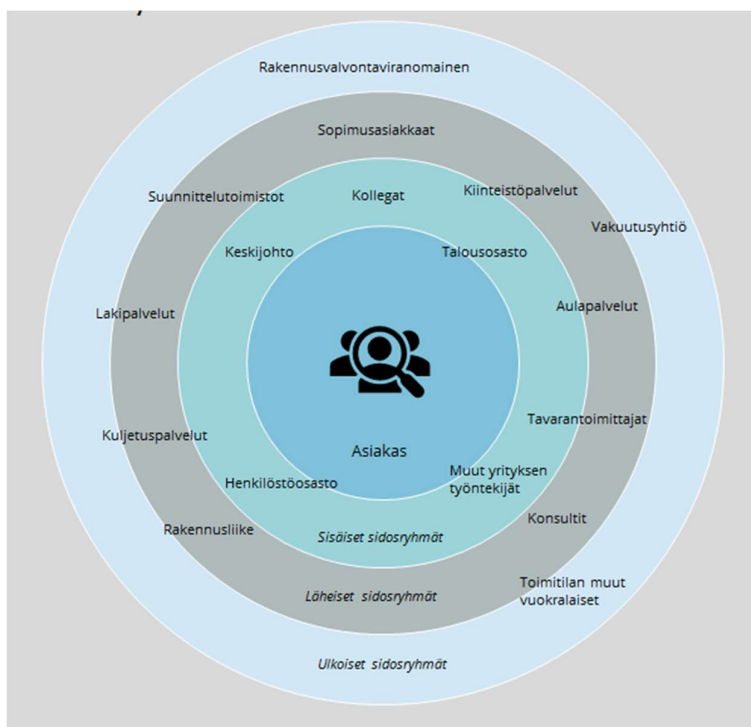 Rakennusvalvontaviranomainen
Sopimusasiakkaat
Suunnittelutoimistot
Kollegat
Kiinteistöpalvelut
Vakuutusyhtiö
Keskijohto
Talousosasto
Lakipalvelut
Aulapalvelut
Tavarantoimittajat
Kuljetuspalvelut
Asiakas
Henkilöstöosasto
Muut yrityksen
työntekijät
Konsultit
Rakennusliike
Sisäiset sidosryhmät
Toimitilan muut
vuokralaiset
Läheiset sidosryhmät
Ulkoiset sidosryhmät